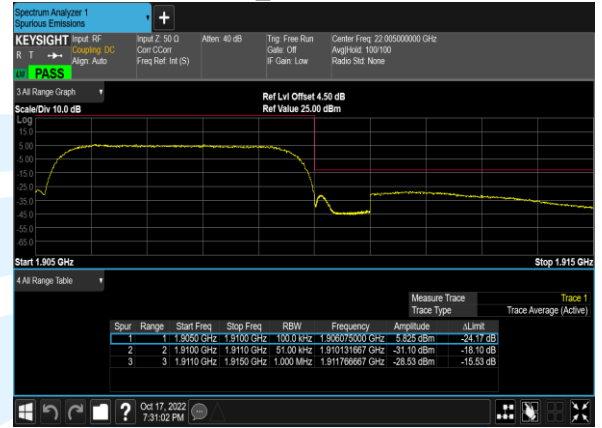 Spectrum Analyzer 1
Spurious Emissions
+
KEYSIGHT Input: RF Input Z: 50 Ω Atten: 40 dB Trig: Free Run Center Freq: 22.005000000 GHz
R T Coupling: DC Corr CCorr Gate: Off Avg|Hold: 100/100
Align: Auto Freq Ref: Int (S) IF Gain: Low Radio Std: None
LV PASS
3 All Range Graph
Ref Lvl Offset 4.50 dB
Scale/Div 10.0 dB Ref Value 25.00 dBm
Log
15.0
5.00
-5.00
-15.0
-25.0
-35.0
-45.0
-55.0
-65.0
Start 1.905 GHz Stop 1.915 GHz
4 All Range Table
Measure Trace Trace 1
Trace Type Trace Average (Active)
Spur Range Start Freq Stop Freq RBW Frequency Amplitude ΔLimit
1 1 1.9050 GHz 1.9100 GHz 100.0 kHz 1.906075000 GHz 5.825 dBm -24.17 dB
2 2 1.9100 GHz 1.9110 GHz 51.00 kHz 1.910131667 GHz -31.10 dBm -18.10 dB
3 3 1.9110 GHz 1.9150 GHz 1.000 MHz 1.911766667 GHz -28.53 dBm -15.53 dB
? Oct 17, 2022
7:31:02 PM